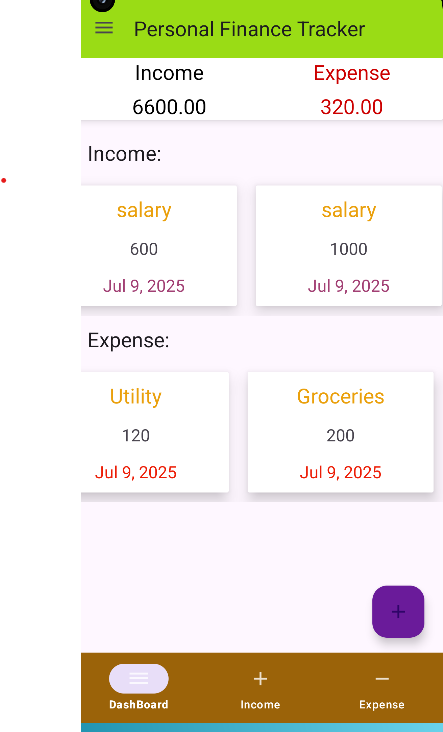 Personal Finance Tracker
Income Expense
6600.00 320.00
Income:
salary salary
600 1000
Jul 9, 2025 Jul 9, 2025
Expense:
Utility Groceries
120 200
Jul 9, 2025 Jul 9, 2025
+
+ −
DashBoard Income Expense